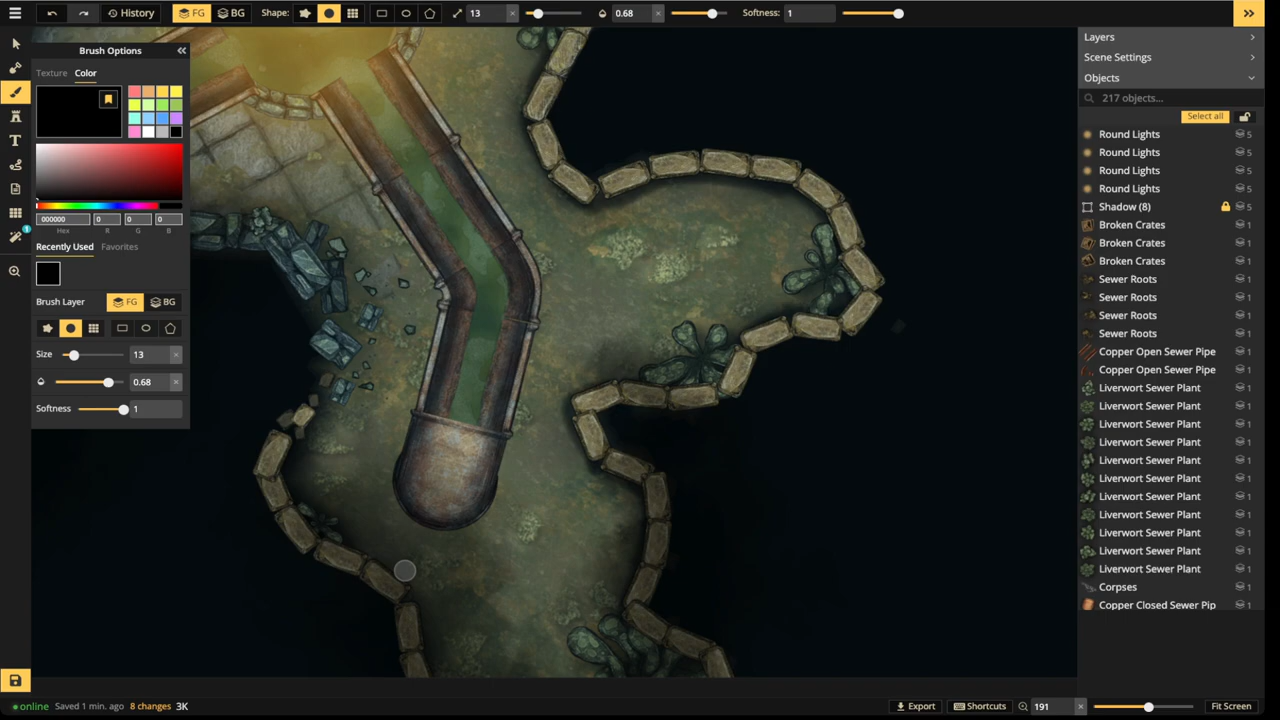 History
FG
BG
Shape:
13
×
0.68
×
Softness:
1
Brush Options
Texture
Color
000000
0
0
0
Hex
R
G
B
Recently Used
Favorites
Brush Layer
FG
BG
Size
13
×
0.68
×
Softness
1
Layers
Scene Settings
Objects
217 objects...
Select all
Round Lights 5
Round Lights 5
Round Lights 5
Round Lights 5
Shadow (8) 5
Broken Crates 1
Broken Crates 1
Broken Crates 1
Sewer Roots 1
Sewer Roots 1
Sewer Roots 1
Sewer Roots 1
Copper Open Sewer Pipe 1
Copper Open Sewer Pipe 1
Liverwort Sewer Plant 1
Liverwort Sewer Plant 1
Liverwort Sewer Plant 1
Liverwort Sewer Plant 1
Liverwort Sewer Plant 1
Liverwort Sewer Plant 1
Liverwort Sewer Plant 1
Liverwort Sewer Plant 1
Liverwort Sewer Plant 1
Liverwort Sewer Plant 1
Liverwort Sewer Plant 1
Corpses 1
Copper Closed Sewer Pip 1
T
1
online Saved 1 min. ago 8 changes 3K
Export
Shortcuts
191
×
Fit Screen